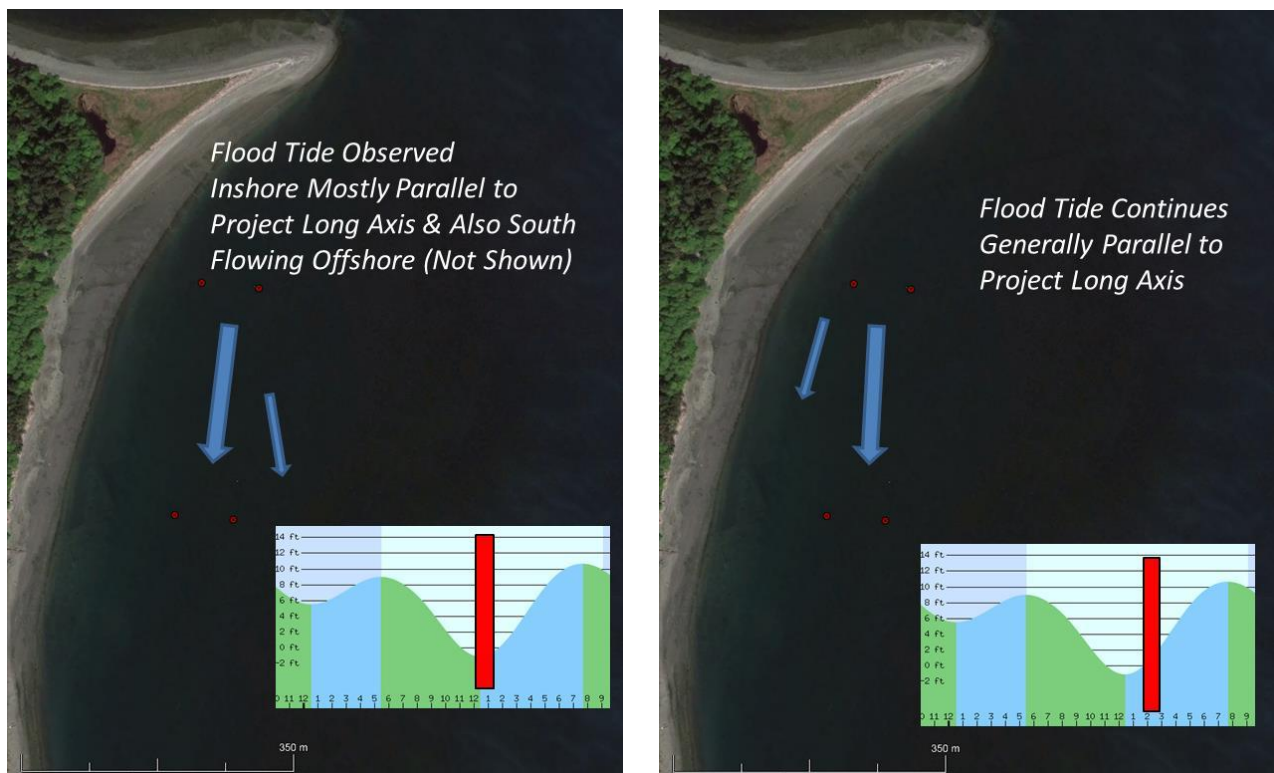 Flood Tide Observed
Inshore Mostly Parallel to
Project Long Axis & Also South
Flowing Offshore (Not Shown)
14 ft
12 ft
10 ft
8 ft
6 ft
4 ft
2 ft
0 ft
-2 ft
0 11 12 1 2 3 4 5 6 7 8 9 10 11 12 1 2 3 4 5 6 7 8 9
350 m
Flood Tide Continues
Generally Parallel to
Project Long Axis
14 ft
12 ft
10 ft
8 ft
6 ft
4 ft
2 ft
0 ft
-2 ft
0 11 12 1 2 3 4 5 6 7 8 9 10 11 12 1 2 3 4 5 6 7 8 9
350 m